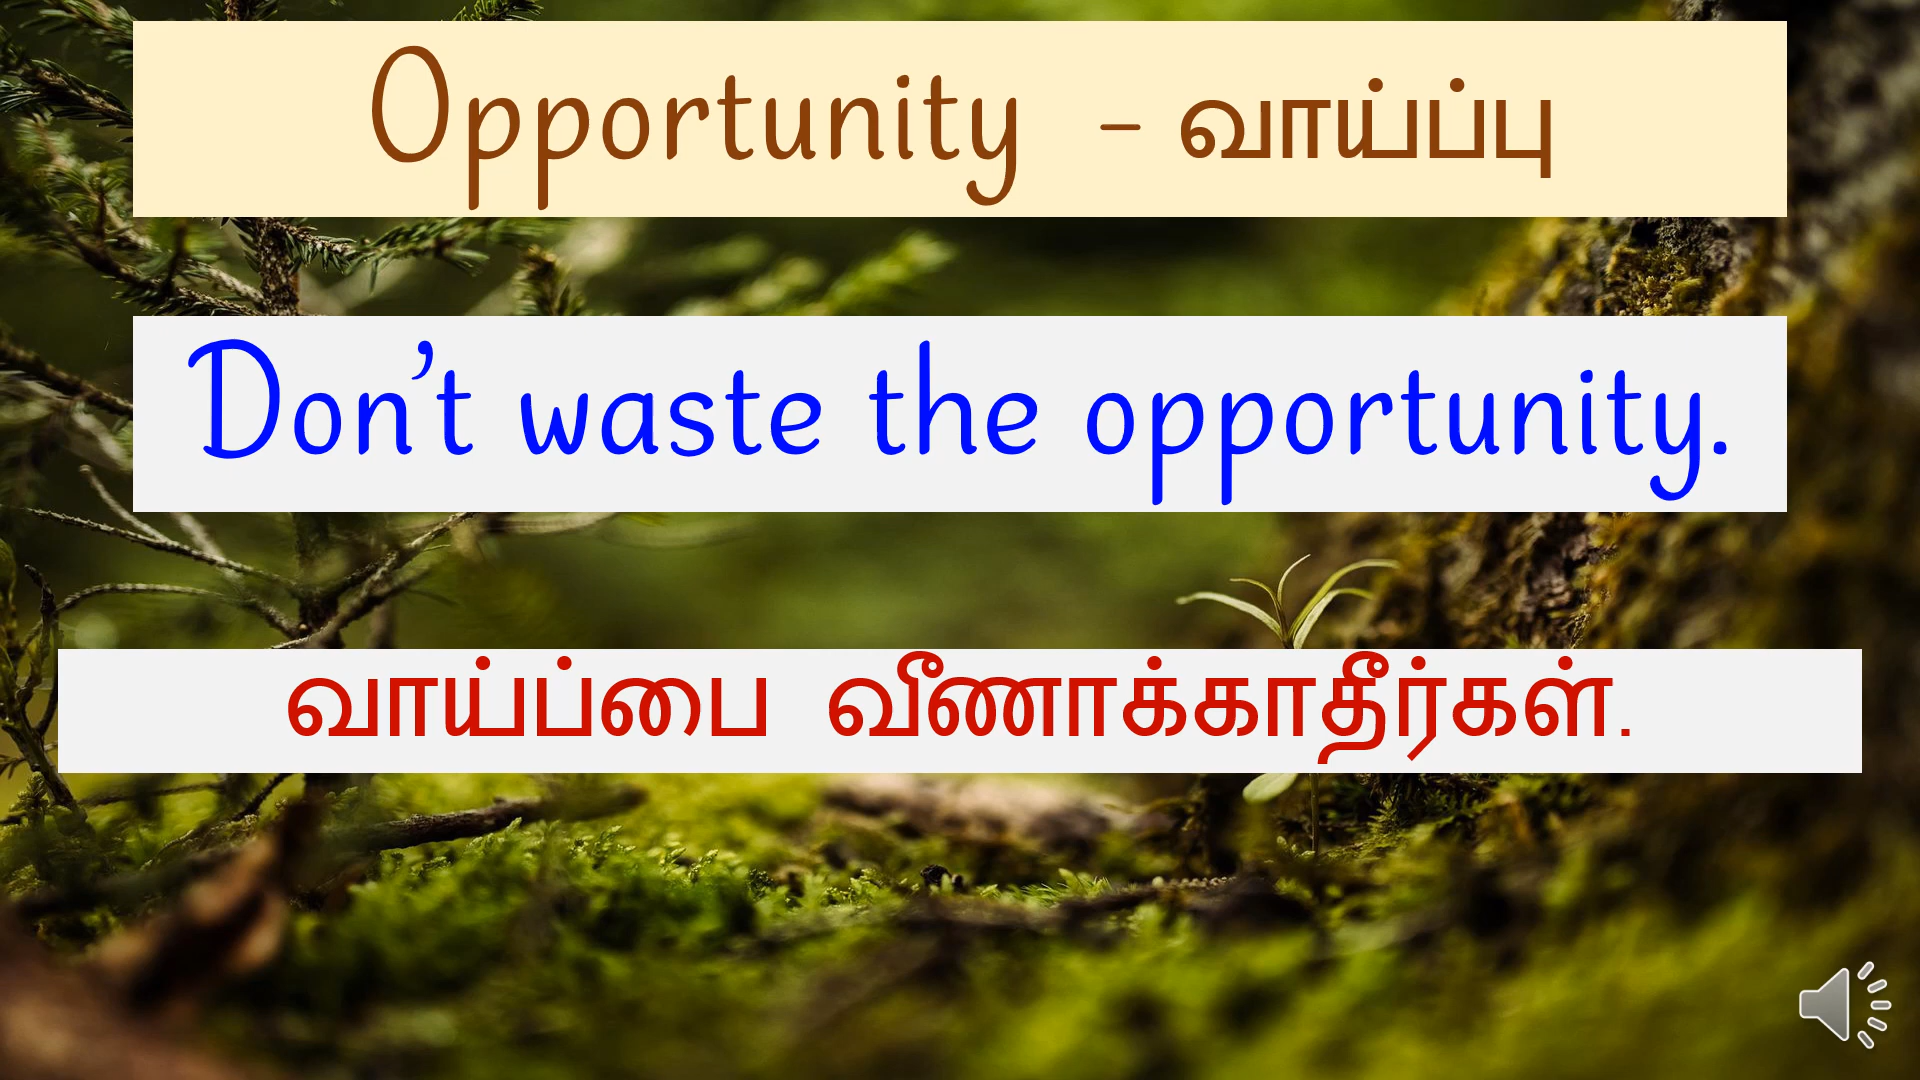 Opportunity - வாய்ப்பு
Don’t waste the opportunity.
வாய்ப்பை வீணாக்காதீர்கள்.